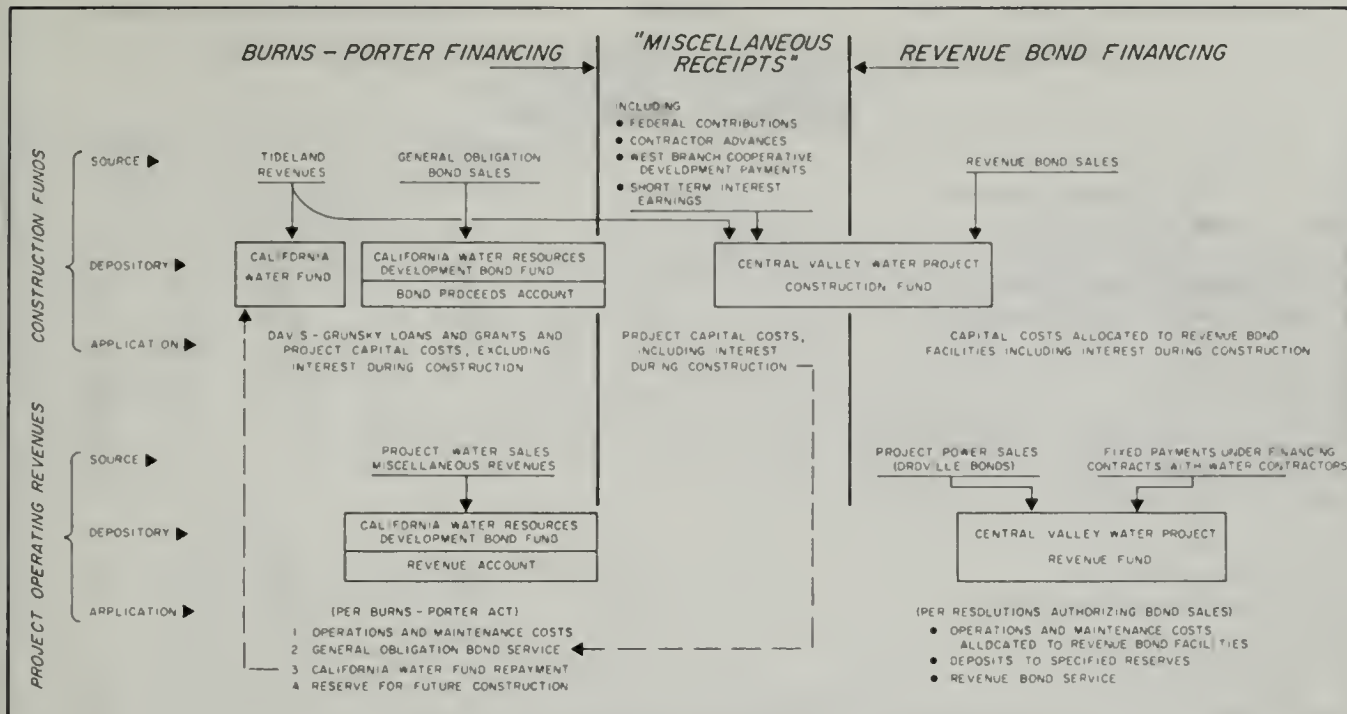 BURNS - PORTER FINANCING
"MISCELLANEOUS
RECEIPTS"
REVENUE BOND FINANCING
CONSTRUCTION FUNDS
SOURCE
TIDELAND
REVENUES
GENERAL OBLIGATION
BOND SALES
INCLUDING
● FEDERAL CONTRIBUTIONS
● CONTRACTOR ADVANCES
● WEST BRANCH COOPERATIVE
DEVELOPMENT PAYMENTS
● SHORT TERM INTEREST
EARNINGS
REVENUE BOND SALES
DEPOSITORY
CALIFORNIA
WATER FUND
CALIFORNIA WATER RESOURCES
DEVELOPMENT BOND FUND
BOND PROCEEDS ACCOUNT
CENTRAL VALLEY WATER PROJECT
CONSTRUCTION FUND
APPLICATION
DAVIS - GRUNSKY LOANS AND GRANTS AND
PROJECT CAPITAL COSTS, EXCLUDING
INTEREST DURING CONSTRUCTION
PROJECT CAPITAL COSTS,
INCLUDING INTEREST
DURING CONSTRUCTION
CAPITAL COSTS ALLOCATED TO REVENUE BOND
FACILITIES INCLUDING INTEREST DURING CONSTRUCTION
PROJECT OPERATING REVENUES
SOURCE
PROJECT WATER SALES
MISCELLANEOUS REVENUES
PROJECT POWER SALES
(OROVILLE BONDS)
FIXED PAYMENTS UNDER FINANCING
CONTRACTS WITH WATER CONTRACTORS
DEPOSITORY
CALIFORNIA WATER RESOURCES
DEVELOPMENT BOND FUND
REVENUE ACCOUNT
CENTRAL VALLEY WATER PROJECT
REVENUE FUND
APPLICATION
(PER BURNS - PORTER ACT)
1 OPERATIONS AND MAINTENANCE COSTS
2 GENERAL OBLIGATION BOND SERVICE
3 CALIFORNIA WATER FUND REPAYMENT
4 RESERVE FOR FUTURE CONSTRUCTION
(PER RESOLUTIONS AUTHORIZING BOND SALES)
● OPERATIONS AND MAINTENANCE COSTS
ALLOCATED TO REVENUE BOND FACILITIES
● DEPOSITS TO SPECIFIED RESERVES
● REVENUE BOND SERVICE